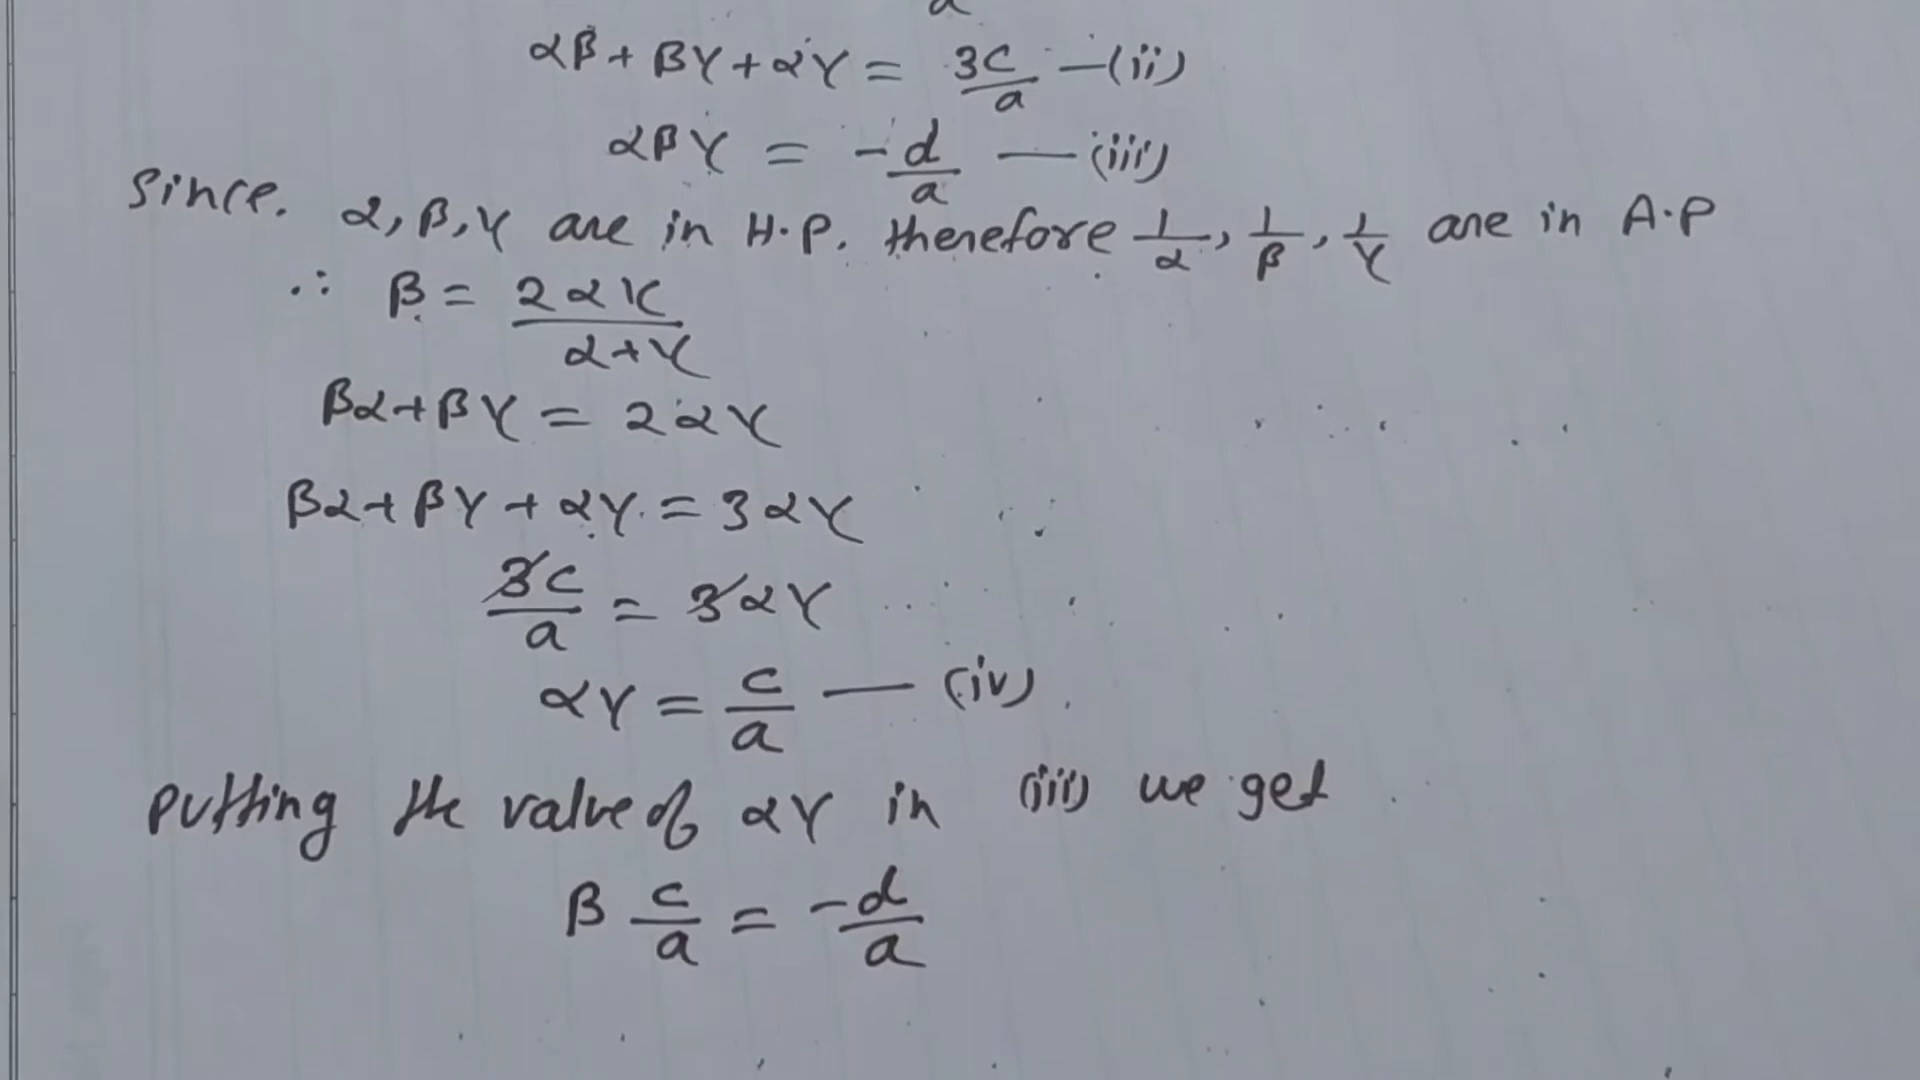 a
αβ + βγ + αγ = 3c/a — (ii)
αβγ = -d/a — (iii)
Since. α, β, γ are in H.P. therefore 1/α, 1/β, 1/γ are in A.P
∴ β = 2αγ/α+γ
βα + βγ = 2αγ
βα + βγ + αγ = 3αγ
3c/a = 3αγ
αγ = c/a — (iv)
putting the value of αγ in (iii) we get
β c/a = -d/a